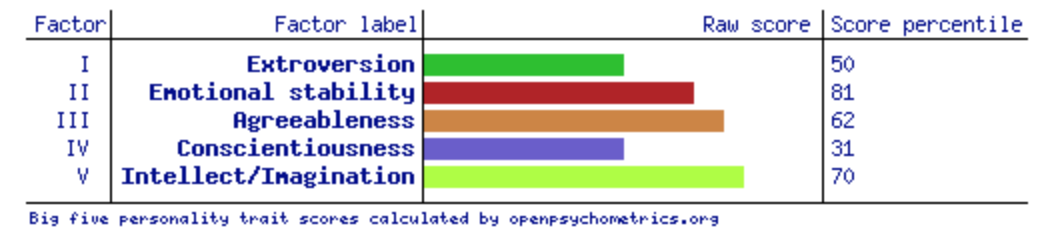 Factor Factor label Raw score Score percentile
I Extroversion 50
II Emotional stability 81
III Agreeableness 62
IV Conscientiousness 31
V Intellect/Imagination 70
Big five personality trait scores calculated by openpsychometrics.org